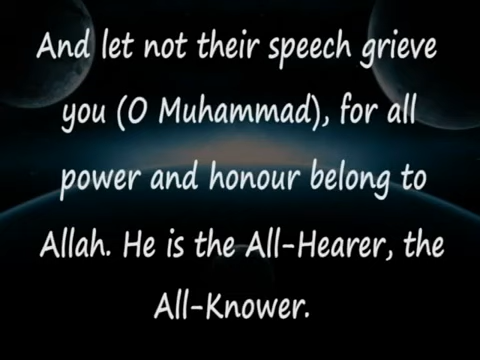 And let not their speech grieve
you (O Muhammad), for all
power and honour belong to
Allah. He is the All-Hearer, the
All-Knower.